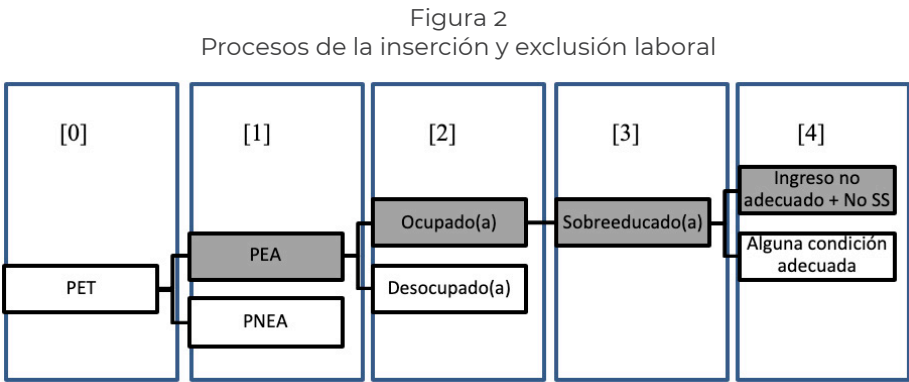 Figura 2
Procesos de la inserción y exclusión laboral
[0]
[1]
[2]
[3]
[4]
PET
PEA
PNEA
Ocupado(a)
Desocupado(a)
Sobreeducado(a)
Ingreso no
adecuado + No SS
Alguna condición
adecuada